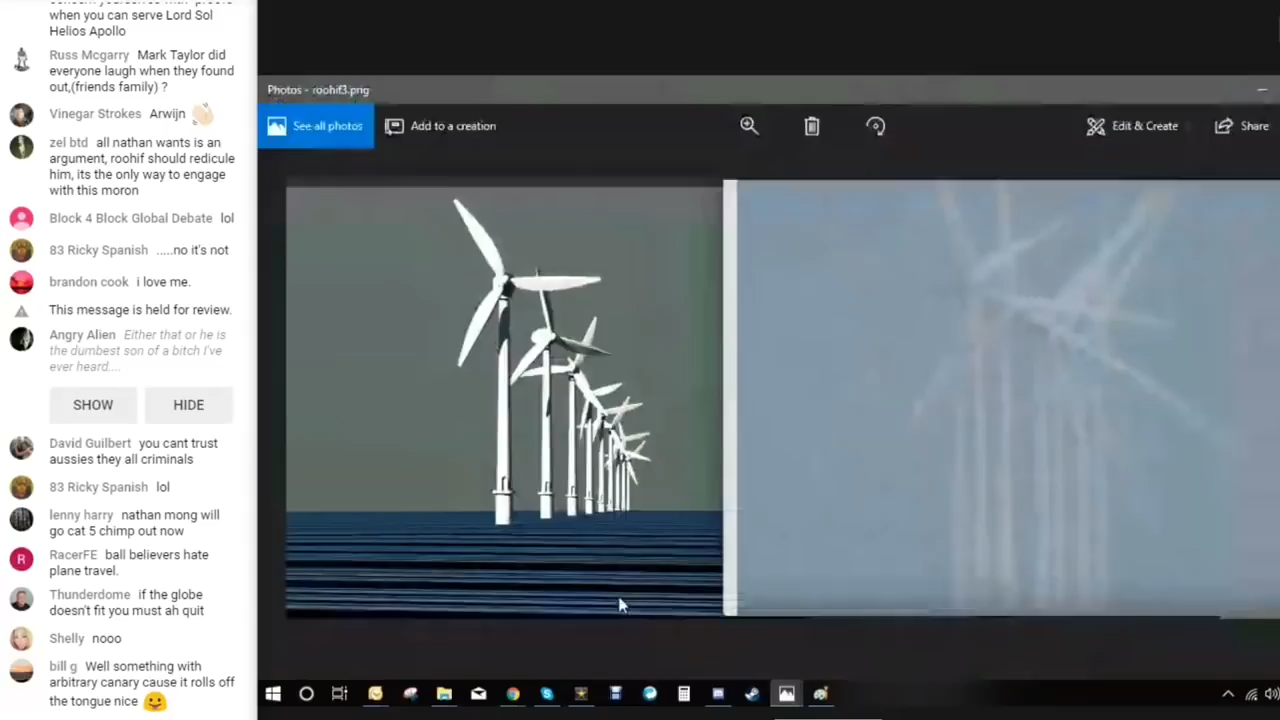 when you can serve Lord Sol
Helios Apollo
Russ Mcgarry Mark Taylor did
everyone laugh when they found
out,(friends family) ?
Vinegar Strokes Arwijn
zel btd all nathan wants is an
argument, roohif should redicule
him, its the only way to engage
with this moron
Block 4 Block Global Debate lol
83 Ricky Spanish .....no it's not
brandon cook i love me.
This message is held for review.
Angry Alien Either that or he is
the dumbest son of a bitch I've
ever heard....
SHOW HIDE
David Guilbert you cant trust
aussies they all criminals
83 Ricky Spanish lol
lenny harry nathan mong will
go cat 5 chimp out now
R RacerFE ball believers hate
plane travel.
Thunderdome if the globe
doesn't fit you must ah quit
Shelly nooo
bill g Well something with
arbitrary canary cause it rolls off
the tongue nice
Photos - roohif3.png
See all photos Add to a creation Edit & Create Share